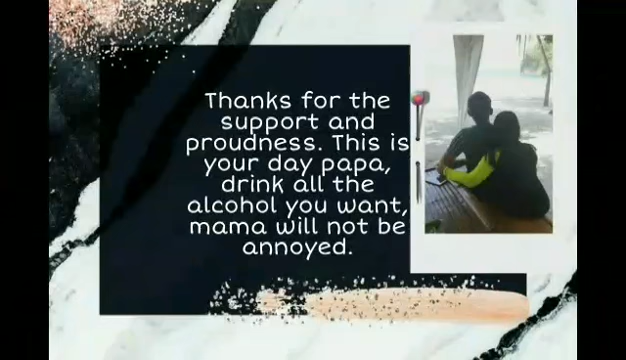 Thanks for the
support and
proudness. This is
your day papa,
drink all the
alcohol you want,
mama will not be
annoyed.